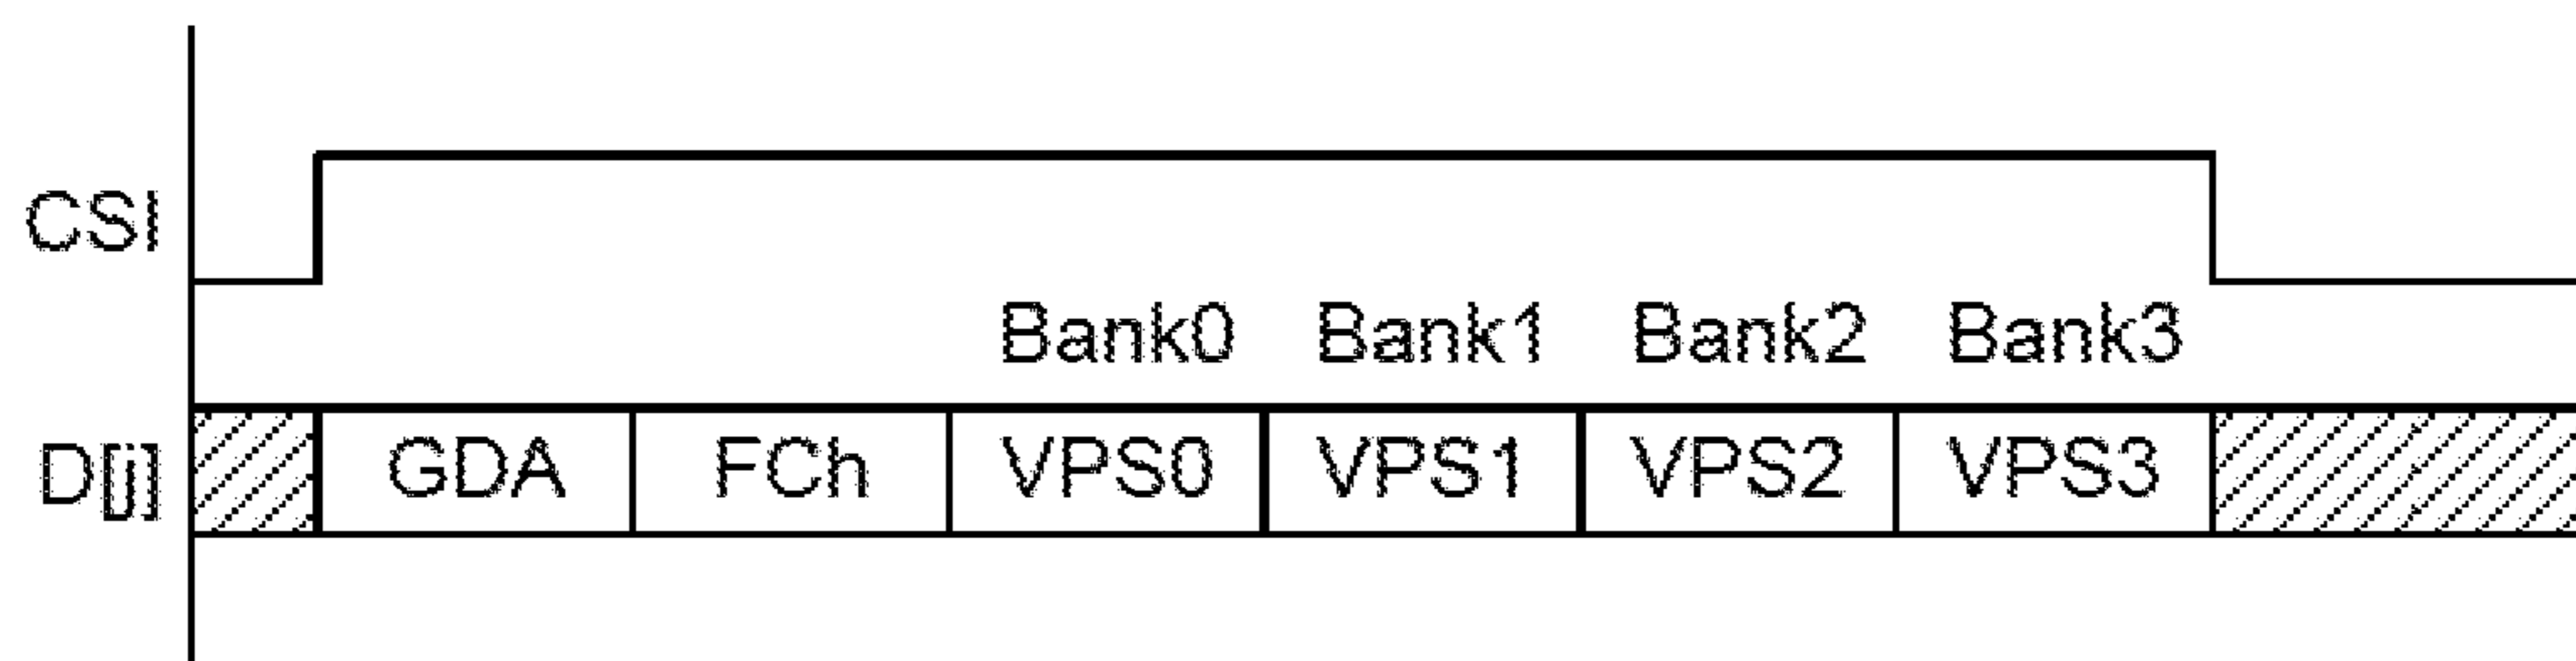 CSI
Bank0 Bank1 Bank2 Bank3
D[j] GDA FCh VPS0 VPS1 VPS2 VPS3